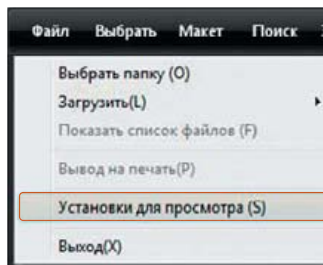 Файл Выбрать Макет Поиск
Выбрать папку (O)
Загрузить(L)
Показать список файлов (F)
Вывод на печать(P)
Установки для просмотра (S)
Выход(X)